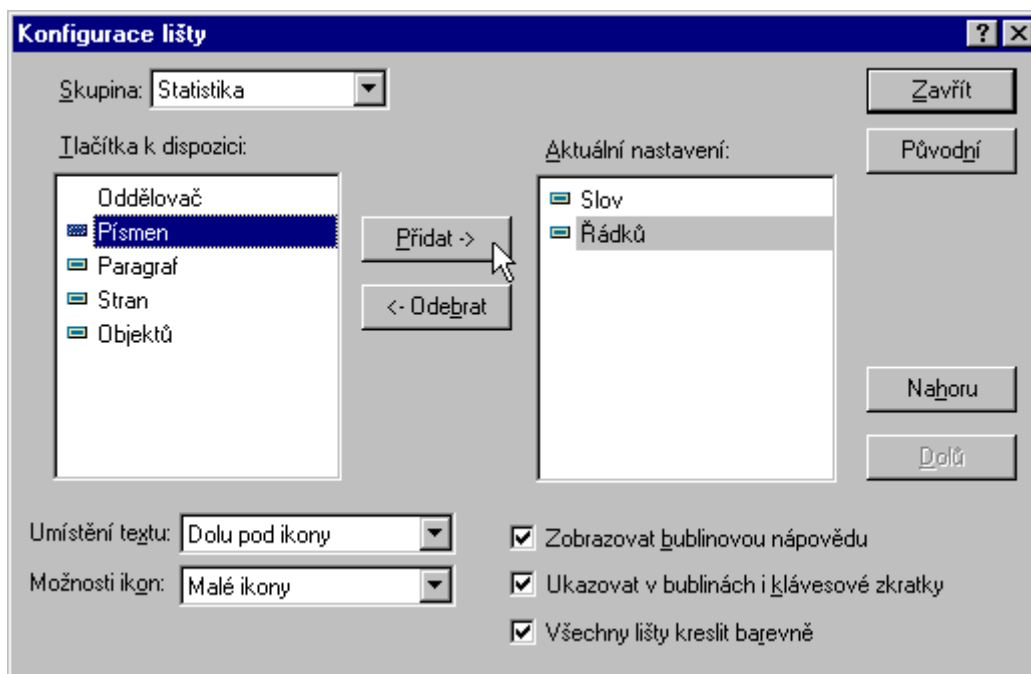 Konfigurace lišty
Skupina: Statistika
Zavřít
Tlačítka k dispozici:
Aktuální nastavení:
Původní
Oddělovač
Písmen
Paragraf
Stran
Objektů
Přidat ->
<- Odebrat
Slov
Řádků
Nahoru
Dolů
Umístění textu: Dolu pod ikony
Možnosti ikon: Malé ikony
Zobrazovat bublinovou nápovědu
Ukazovat v bublinách i klávesové zkratky
Všechny lišty kreslit barevně